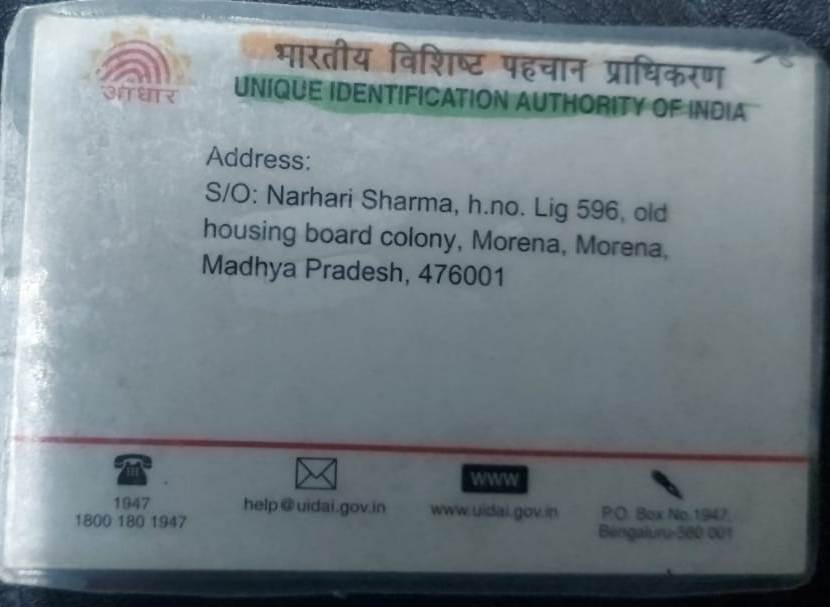 आधार
भारतीय विशिष्ट पहचान प्राधिकरण
UNIQUE IDENTIFICATION AUTHORITY OF INDIA
Address:
S/O: Narhari Sharma, h.no. Lig 596, old
housing board colony, Morena, Morena,
Madhya Pradesh, 476001
1947
1800 180 1947
help@uidai.gov.in
WWW
www.uidai.gov.in
P.O. Box No.1947,
Bengaluru-560 001